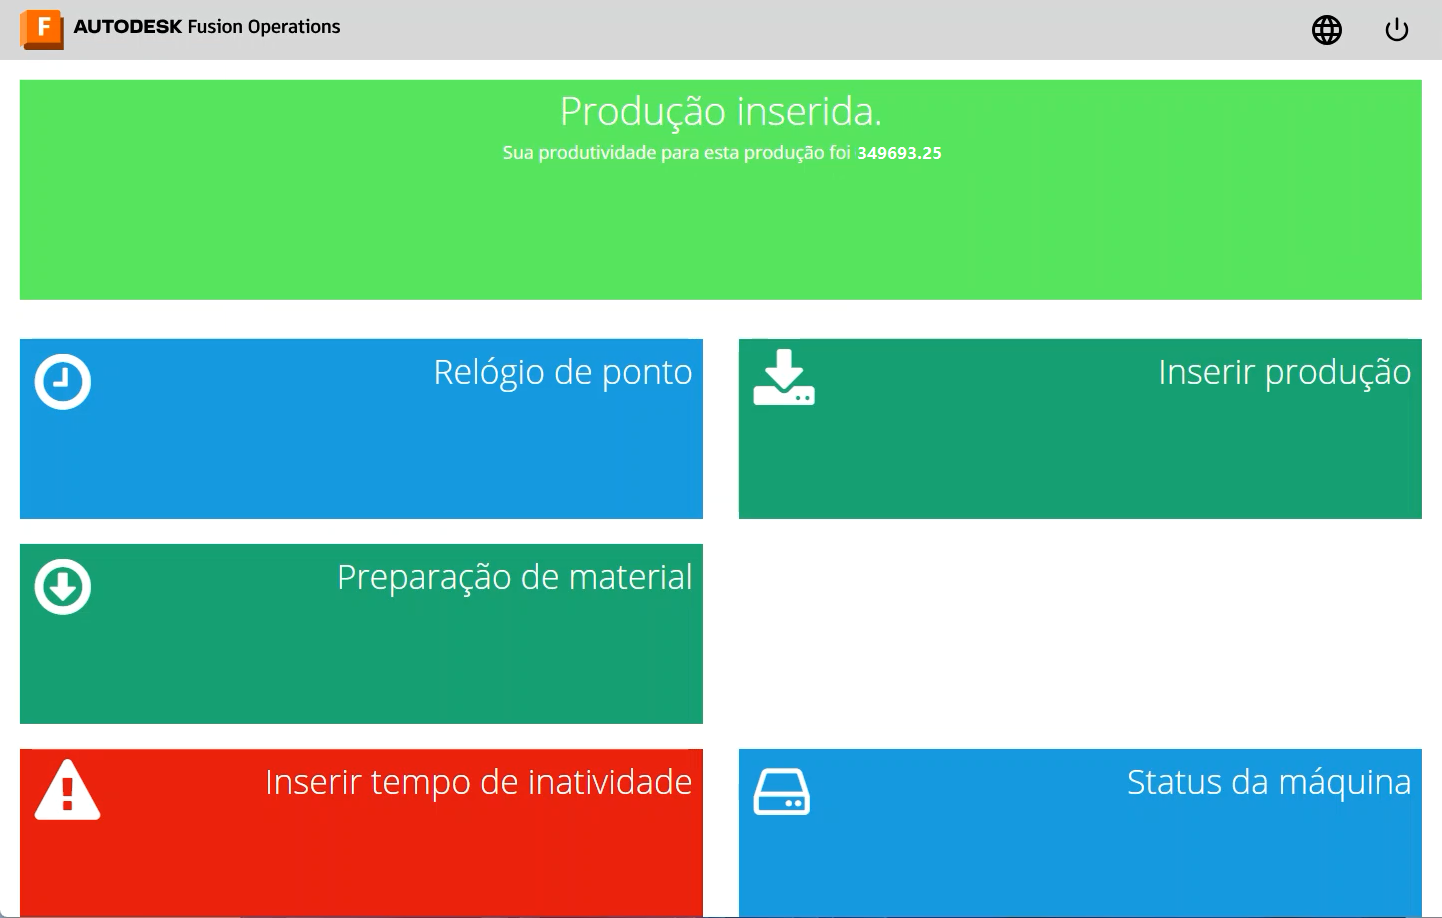 F AUTODESK Fusion Operations
Produção inserida.
Sua produtividade para esta produção foi 349693.25
Relógio de ponto
Inserir produção
Preparação de material
Inserir tempo de inatividade
Status da máquina